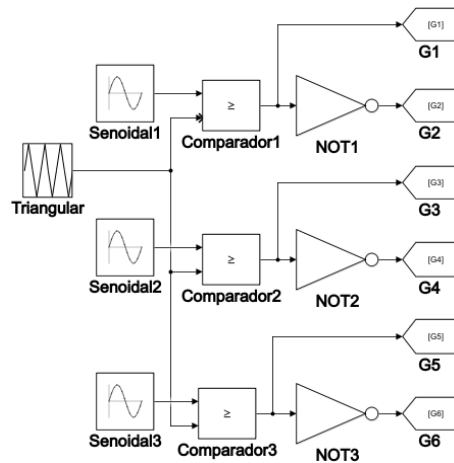 [G1]
G1
Senoidal1
≥
Comparador1
NOT1
[G2]
G2
Triangular
[G3]
G3
Senoidal2
≥
Comparador2
NOT2
[G4]
G4
[G5]
G5
Senoidal3
≥
Comparador3
NOT3
[G6]
G6